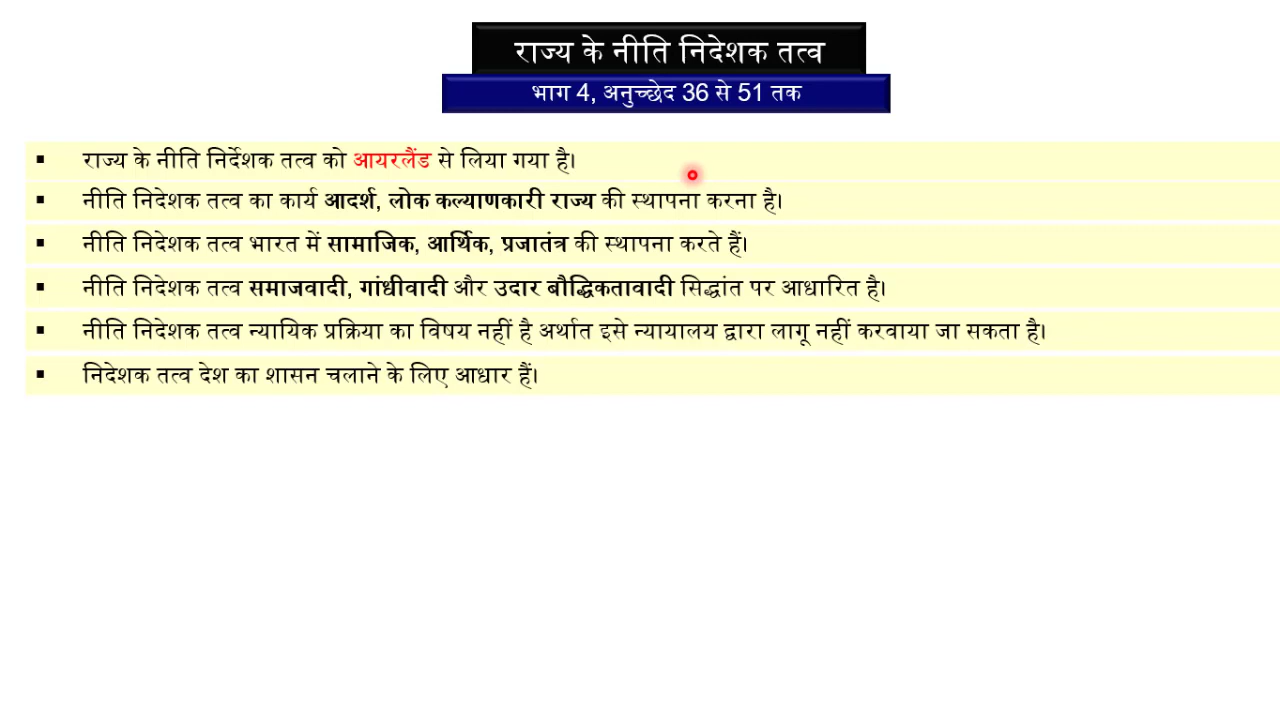 राज्य के नीति निदेशक तत्व
भाग 4, अनुच्छेद 36 से 51 तक
▪ राज्य के नीति निर्देशक तत्व को आयरलैंड से लिया गया है।
▪ नीति निदेशक तत्व का कार्य आदर्श, लोक कल्याणकारी राज्य की स्थापना करना है।
▪ नीति निदेशक तत्व भारत में सामाजिक, आर्थिक, प्रजातंत्र की स्थापना करते हैं।
▪ नीति निदेशक तत्व समाजवादी, गांधीवादी और उदार बौद्धिकतावादी सिद्धांत पर आधारित है।
▪ नीति निदेशक तत्व न्यायिक प्रक्रिया का विषय नहीं है अर्थात इसे न्यायालय द्वारा लागू नहीं करवाया जा सकता है।
▪ निदेशक तत्व देश का शासन चलाने के लिए आधार हैं।